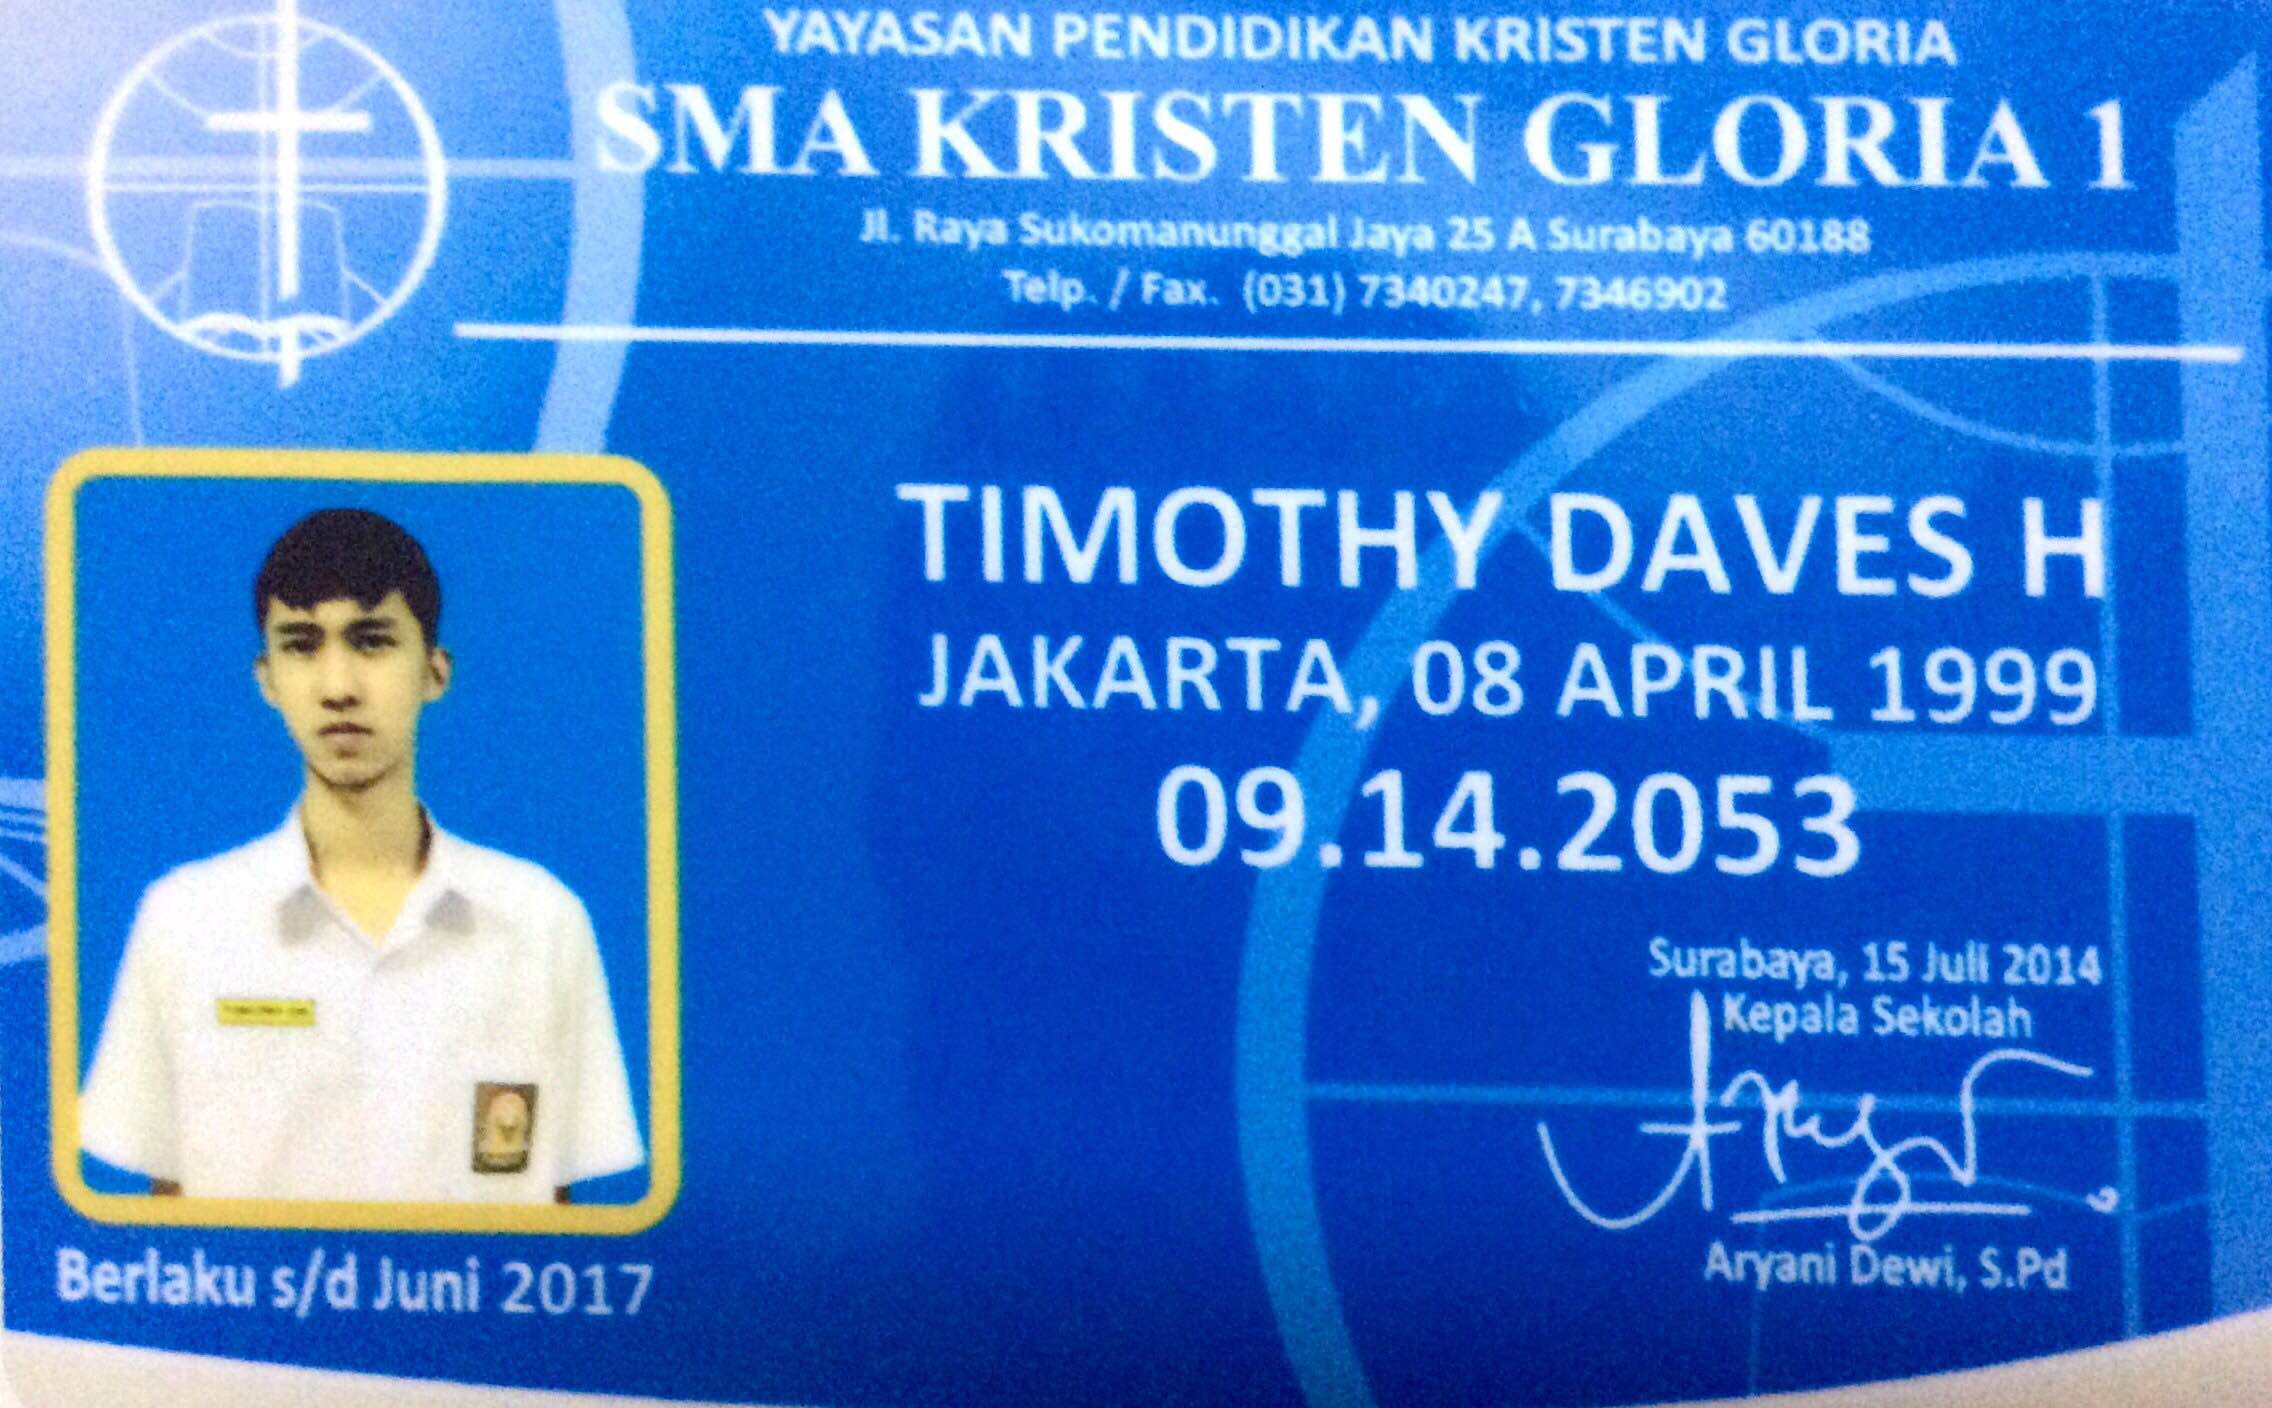 YAYASAN PENDIDIKAN KRISTEN GLORIA
SMA KRISTEN GLORIA 1
Jl. Raya Sukomanunggal Jaya 25 A Surabaya 60188
Telp. / Fax. (031) 7340247, 7346902
TIMOTHY DAVES H
JAKARTA, 08 APRIL 1999
09.14.2053
Surabaya, 15 Juli 2014
Kepala Sekolah
Aryani Dewi, S.Pd
Berlaku s/d Juni 2017